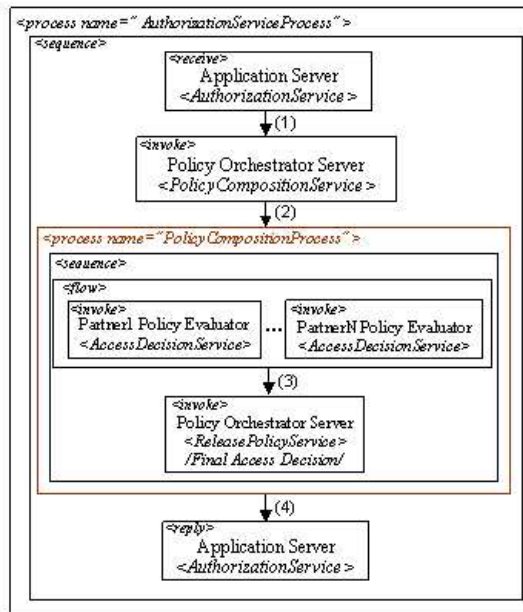 <process name="AuthorizationServiceProcess">
<sequence>
<receive>
Application Server
<AuthorizationService>
(1)
<invoke>
Policy Orchestrator Server
<PolicyCompositionService>
(2)
<process name="PolicyCompositionProcess">
<sequence>
<flow>
<invoke>
Partner1 Policy Evaluator
<AccessDecisionService>
...
<invoke>
PartnerN Policy Evaluator
<AccessDecisionService>
(3)
<invoke>
Policy Orchestrator Server
<ReleasePolicyService>
/Final Access Decision/
(4)
<reply>
Application Server
<AuthorizationService>